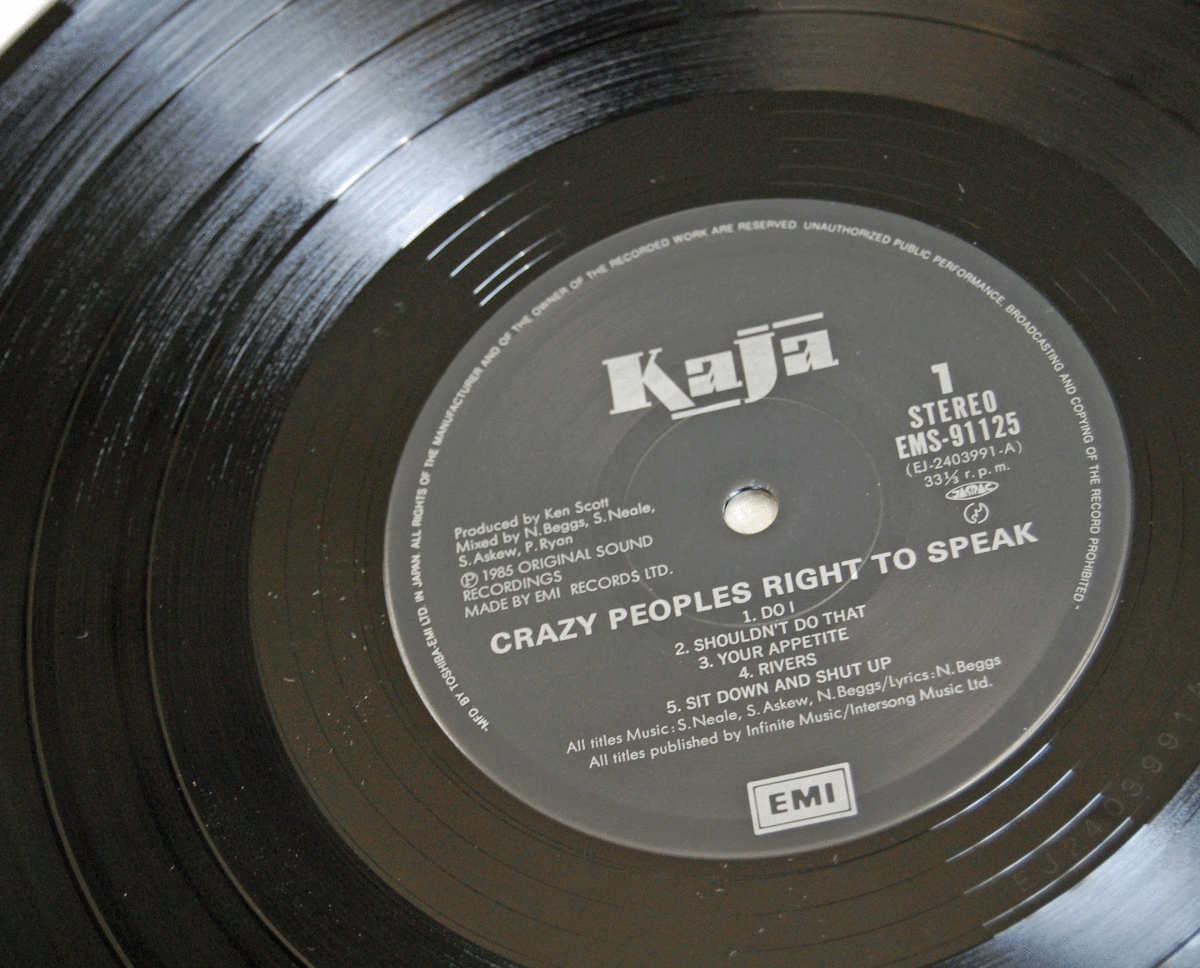 "MFD. BY TOSHIBA-EMI LTD. IN JAPAN ALL RIGHTS OF THE MANUFACTURER AND OF THE OWNER OF THE RECORDED WORK ARE RESERVED. UNAUTHORIZED PUBLIC PERFORMANCE, BROADCASTING AND COPYING OF THE RECORD PROHIBITED"
Kaja
1
STEREO
EMS-91125
(EJ-2403991-A)
33⅓ r.p.m.
JASRAC
Produced by Ken Scott
Mixed by N.Beggs, S.Neale,
S.Askew, P.Ryan
Ⓟ 1985 ORIGINAL SOUND
RECORDINGS
MADE BY EMI RECORDS LTD.
CRAZY PEOPLES RIGHT TO SPEAK
1. DO I
2. SHOULDN'T DO THAT
3. YOUR APPETITE
4. RIVERS
5. SIT DOWN AND SHUT UP
All titles Music: S.Neale, S.Askew, N.Beggs/Lyrics: N.Beggs
All titles published by Infinite Music/Intersong Music Ltd.
EMI
EJ240399